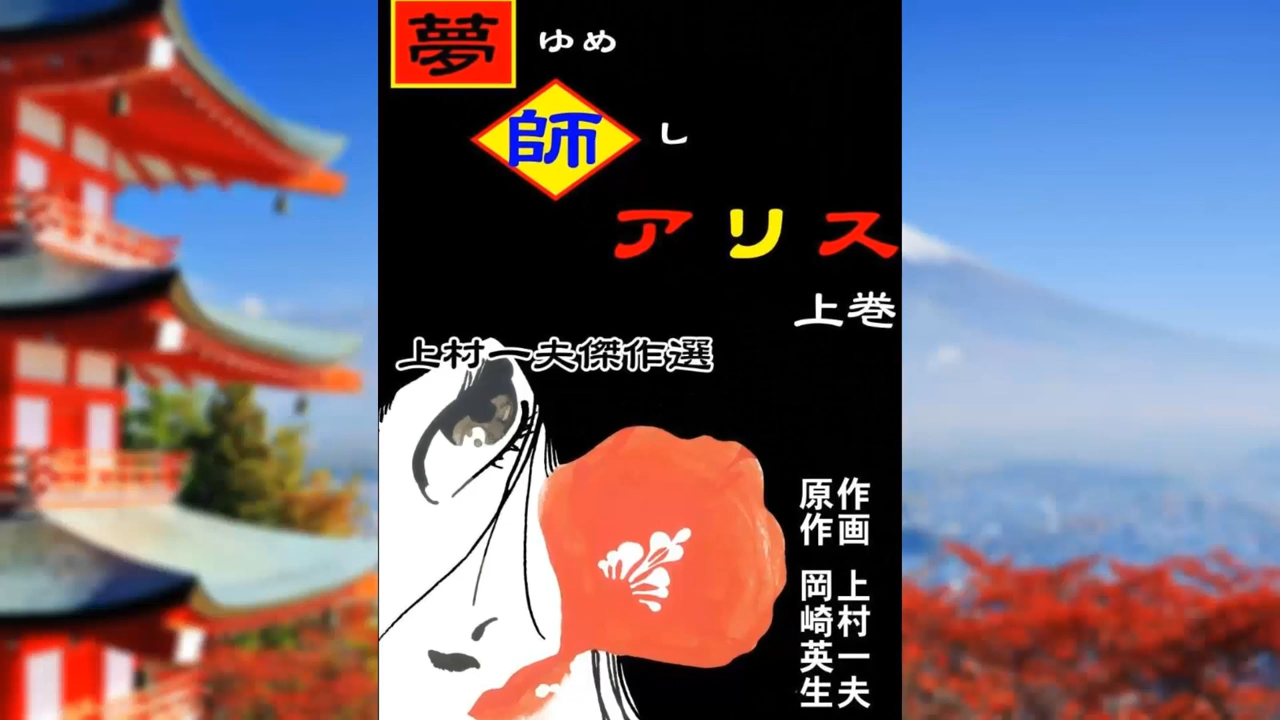 夢 ゆめ
師 し
アリス
上巻
上村一夫傑作選
作画 上村一夫
原作 岡崎英生